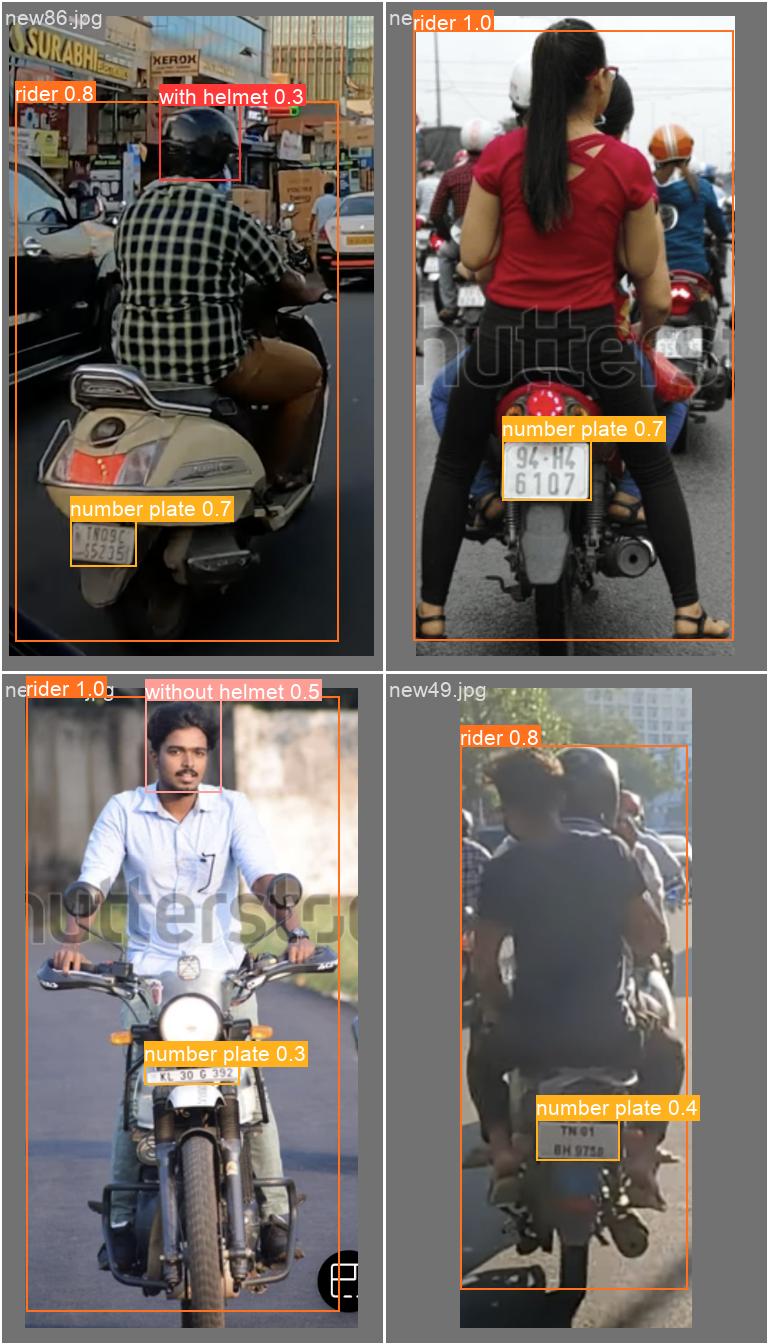 new86.jpg
SURABHI
XEROX
rider 0.8
with helmet 0.3
number plate 0.7
TN09C
S5235
ne
rider 1.0
shutterst
number plate 0.7
94-H4
6107
ne
rider 1.0
jpg
without helmet 0.5
hutterstoc
number plate 0.3
KL 30 G 392
new49.jpg
rider 0.8
number plate 0.4
TN 01
BH 9758